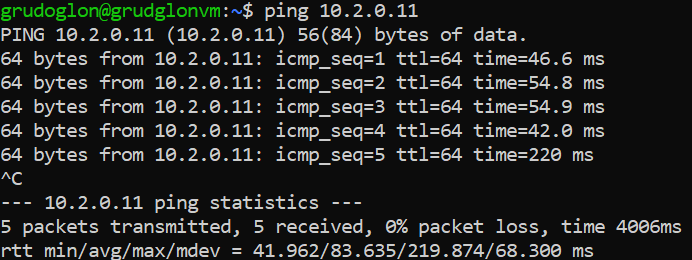 grudoglon@grudglonvm:~$ ping 10.2.0.11
PING 10.2.0.11 (10.2.0.11) 56(84) bytes of data.
64 bytes from 10.2.0.11: icmp_seq=1 ttl=64 time=46.6 ms
64 bytes from 10.2.0.11: icmp_seq=2 ttl=64 time=54.8 ms
64 bytes from 10.2.0.11: icmp_seq=3 ttl=64 time=54.9 ms
64 bytes from 10.2.0.11: icmp_seq=4 ttl=64 time=42.0 ms
64 bytes from 10.2.0.11: icmp_seq=5 ttl=64 time=220 ms
^C
--- 10.2.0.11 ping statistics ---
5 packets transmitted, 5 received, 0% packet loss, time 4006ms
rtt min/avg/max/mdev = 41.962/83.635/219.874/68.300 ms